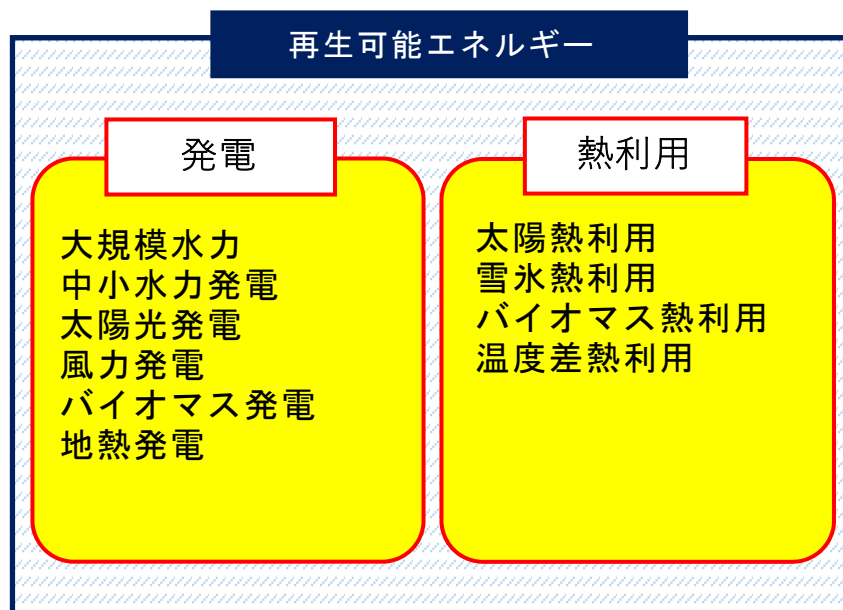 再生可能エネルギー
発電
大規模水力
中小水力発電
太陽光発電
風力発電
バイオマス発電
地熱発電
熱利用
太陽熱利用
雪氷熱利用
バイオマス熱利用
温度差熱利用